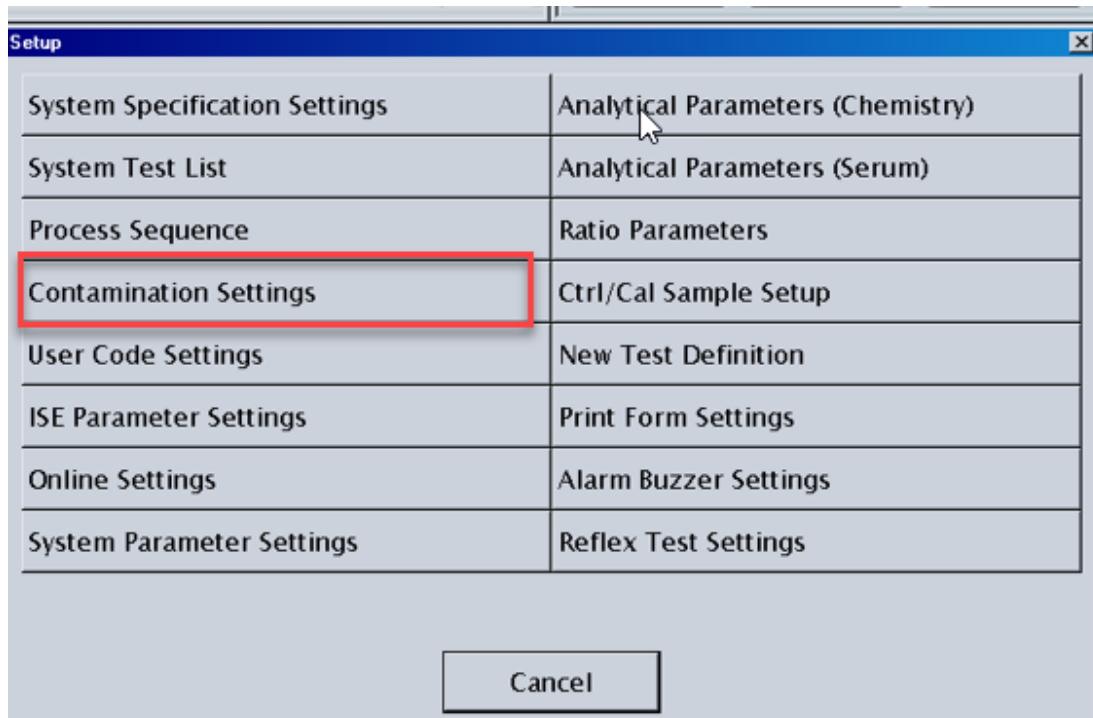 Setup
System Specification Settings
Analytical Parameters (Chemistry)
System Test List
Analytical Parameters (Serum)
Process Sequence
Ratio Parameters
Contamination Settings
Ctrl/Cal Sample Setup
User Code Settings
New Test Definition
ISE Parameter Settings
Print Form Settings
Online Settings
Alarm Buzzer Settings
System Parameter Settings
Reflex Test Settings
Cancel